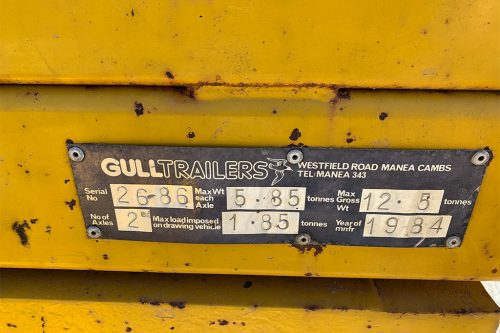 GULLTRAILERS WESTFIELD ROAD MANEA CAMBS
TEL: MANEA 343
Serial No 26-86 Max Wt each Axle 5·85 tonnes Max Gross Wt 12·5 tonnes
No of Axles 2 Max load imposed on drawing vehicle 1·85 tonnes Year of mnfr 1984